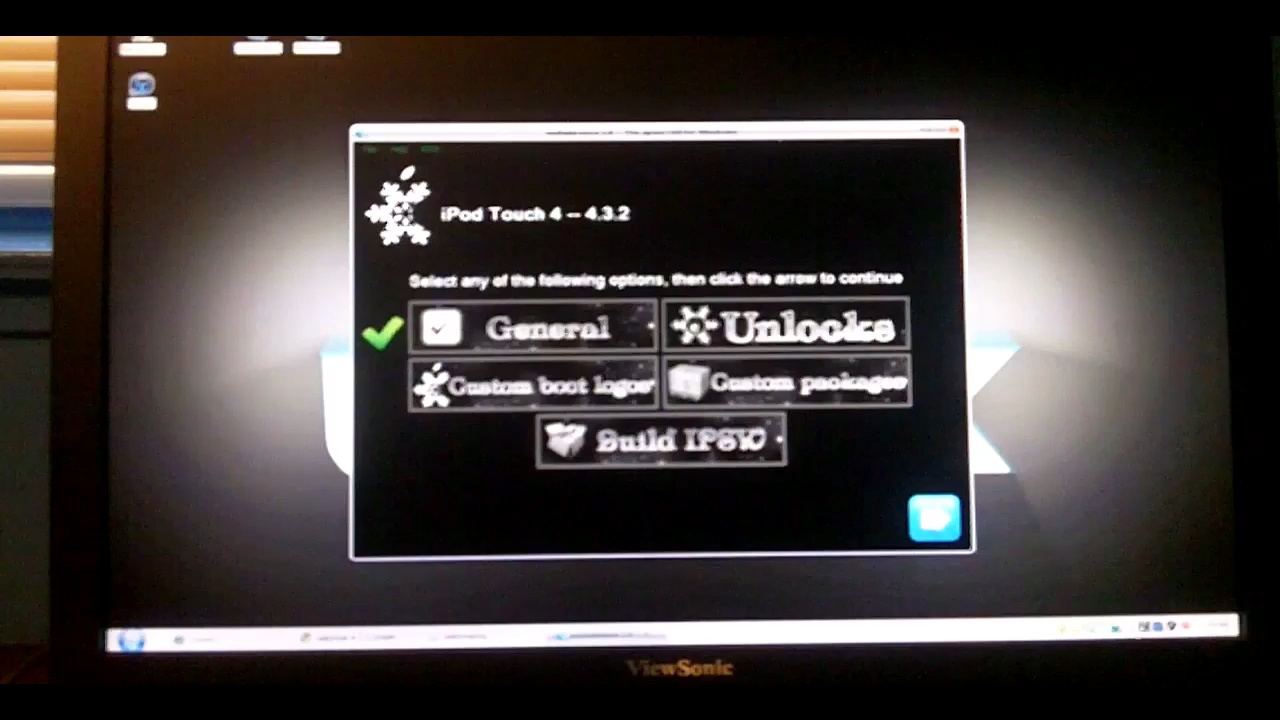 iPod Touch 4 -- 4.3.2
Select any of the following options, then click the arrow to continue
General
Unlocks
Custom boot logos
Custom packages
Build IPSW
ViewSonic